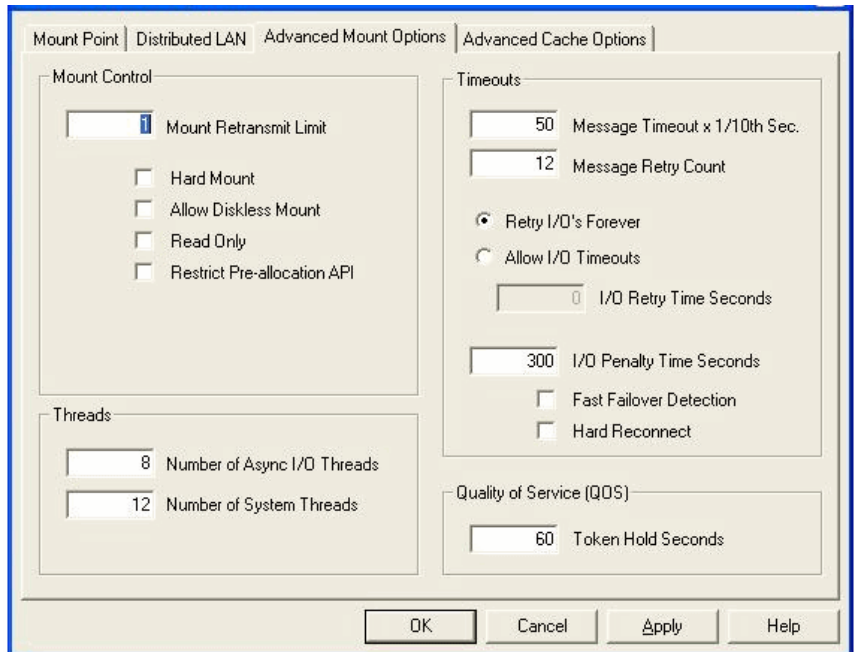 Mount Point
Distributed LAN
Advanced Mount Options
Advanced Cache Options
Mount Control
1 Mount Retransmit Limit
Hard Mount
Allow Diskless Mount
Read Only
Restrict Pre-allocation API
Threads
8 Number of Async I/O Threads
12 Number of System Threads
Timeouts
50 Message Timeout x 1/10th Sec.
12 Message Retry Count
Retry I/O's Forever
Allow I/O Timeouts
0 I/O Retry Time Seconds
300 I/O Penalty Time Seconds
Fast Failover Detection
Hard Reconnect
Quality of Service (QOS)
60 Token Hold Seconds
OK
Cancel
Apply
Help